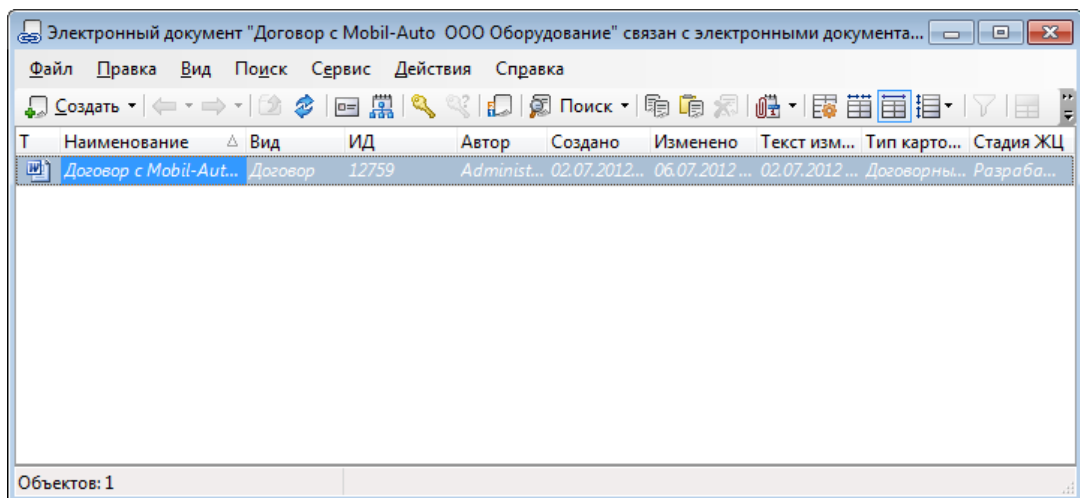 Электронный документ "Договор с Mobil-Auto ООО Оборудование" связан с электронными документа...
Файл Правка Вид Поиск Сервис Действия Справка
Создать Поиск
Т Наименование Вид ИД Автор Создано Изменено Текст изм... Тип карто... Стадия ЖЦ
Договор с Mobil-Aut... Договор 12759 Administ... 02.07.2012... 06.07.2012 ... 02.07.2012 ... Договорны... Разраба...
Объектов: 1